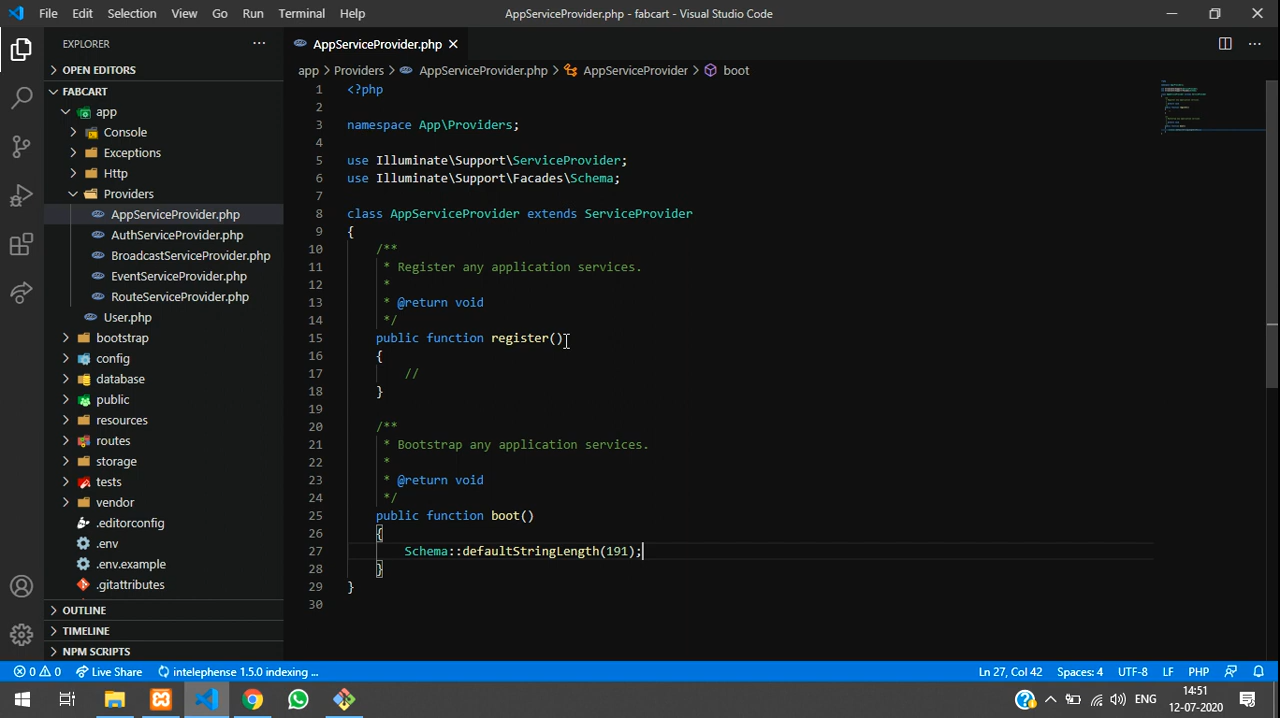 File Edit Selection View Go Run Terminal Help
AppServiceProvider.php - fabcart - Visual Studio Code
EXPLORER
OPEN EDITORS
FABCART
app
Console
Exceptions
Http
Providers
AppServiceProvider.php
AuthServiceProvider.php
BroadcastServiceProvider.php
EventServiceProvider.php
RouteServiceProvider.php
User.php
bootstrap
config
database
public
resources
routes
storage
tests
vendor
.editorconfig
.env
.env.example
.gitattributes
OUTLINE
TIMELINE
NPM SCRIPTS
AppServiceProvider.php
app > Providers > AppServiceProvider.php > AppServiceProvider > boot
1 <?php
2
3 namespace App\Providers;
4
5 use Illuminate\Support\ServiceProvider;
6 use Illuminate\Support\Facades\Schema;
7
8 class AppServiceProvider extends ServiceProvider
9 {
10 /**
11 * Register any application services.
12 *
13 * @return void
14 */
15 public function register()
16 {
17 //
18 }
19
20 /**
21 * Bootstrap any application services.
22 *
23 * @return void
24 */
25 public function boot()
26 {
27 Schema::defaultStringLength(191);
28 }
29 }
30
0 0 Live Share intelephense 1.5.0 indexing ...
Ln 27, Col 42 Spaces: 4 UTF-8 LF PHP
ENG
14:51
12-07-2020